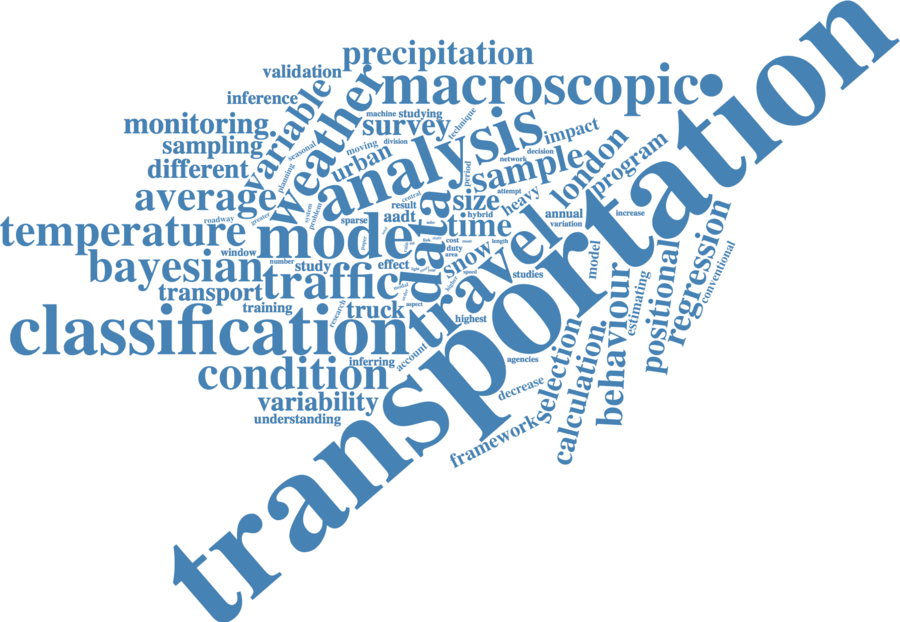 precipitation
validation
macroscopic
inference
variable
weather
machine
studying
survey
technique
monitoring
sampling
different
average
temperature
bayesian
transport
training
classification
condition
variability
understanding
seasonal
moving
division
urban
planning
analysis
impact
decision
network
sample
london
program
period
attempt
size
heavy
central
result
hybrid
aadt
annual
variation
increase
time
sparse
system
problem
greater
roadway
mode
data
travel
transportation
window
number
study
effect
traffic
truck
research
inferring
account
cost
length
duty
area
snow
speed
studies
model
highest
aspect
agencies
decrease
framework
selection
calculation
behaviour
estimating
positional
regression
conventional